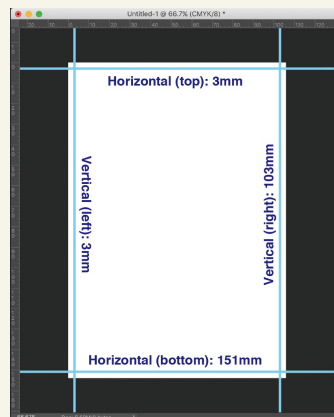 Untitled-1 @ 66.7% (CMYK/8) *
Horizontal (top): 3mm
Vertical (left): 3mm
Vertical (right): 103mm
Horizontal (bottom): 151mm